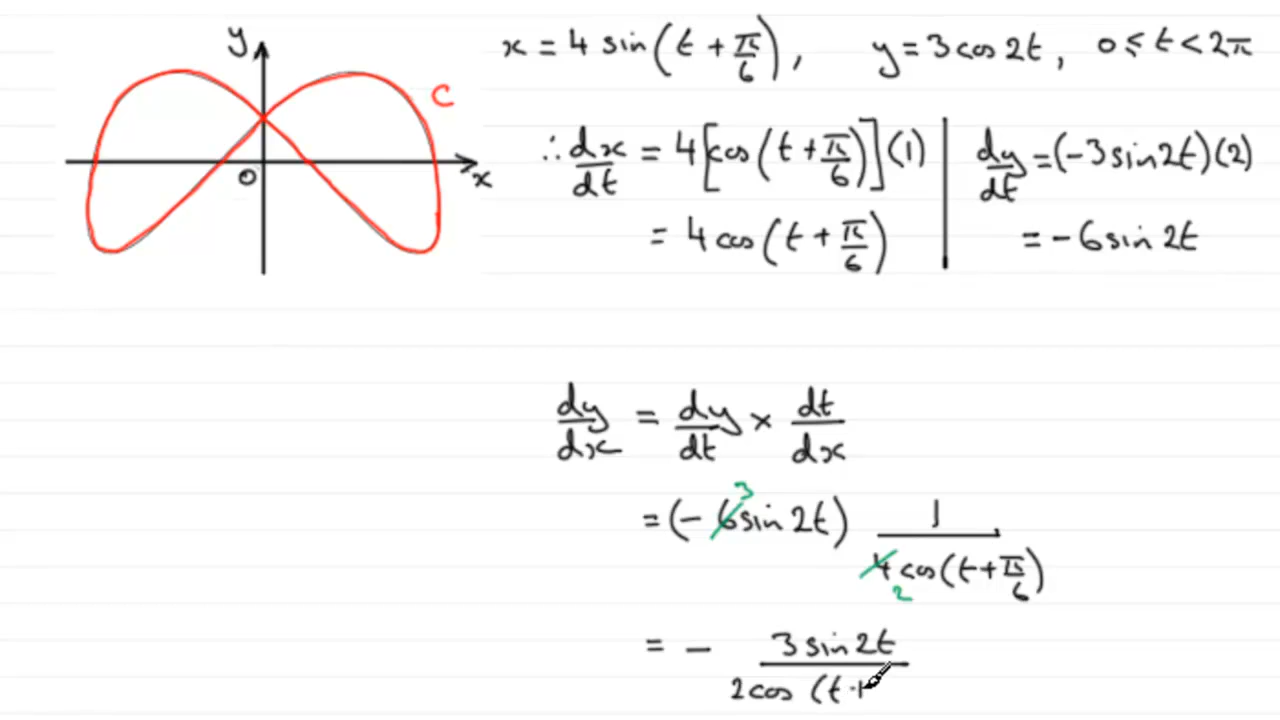 y
C
O
x
x = 4 sin(t + π/6), y = 3 cos 2t, 0 ≤ t < 2π
∴ dx/dt = 4[cos(t + π/6)](1) | dy/dt = (-3 sin 2t)(2)
= 4 cos(t + π/6) | = -6 sin 2t
dy/dx = dy/dt × dt/dx
= (- 6 3 sin 2t) 1/(4 2 cos(t + π/6))
= - 3 sin 2t/2 cos (t +